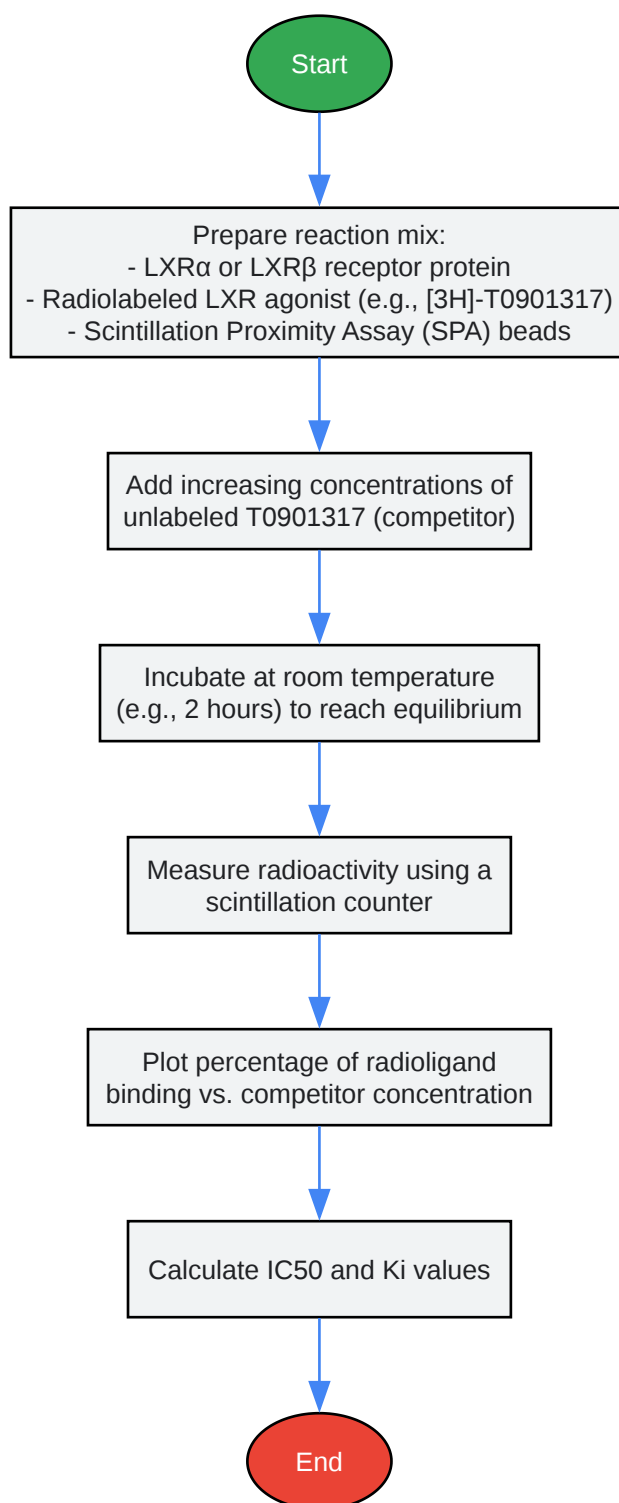 Start
Prepare reaction mix:
- LXRα or LXRβ receptor protein
- Radiolabeled LXR agonist (e.g., [3H]-T0901317)
- Scintillation Proximity Assay (SPA) beads
Add increasing concentrations of
unlabeled T0901317 (competitor)
Incubate at room temperature
(e.g., 2 hours) to reach equilibrium
Measure radioactivity using a
scintillation counter
Plot percentage of radioligand
binding vs. competitor concentration
Calculate IC50 and Ki values
End